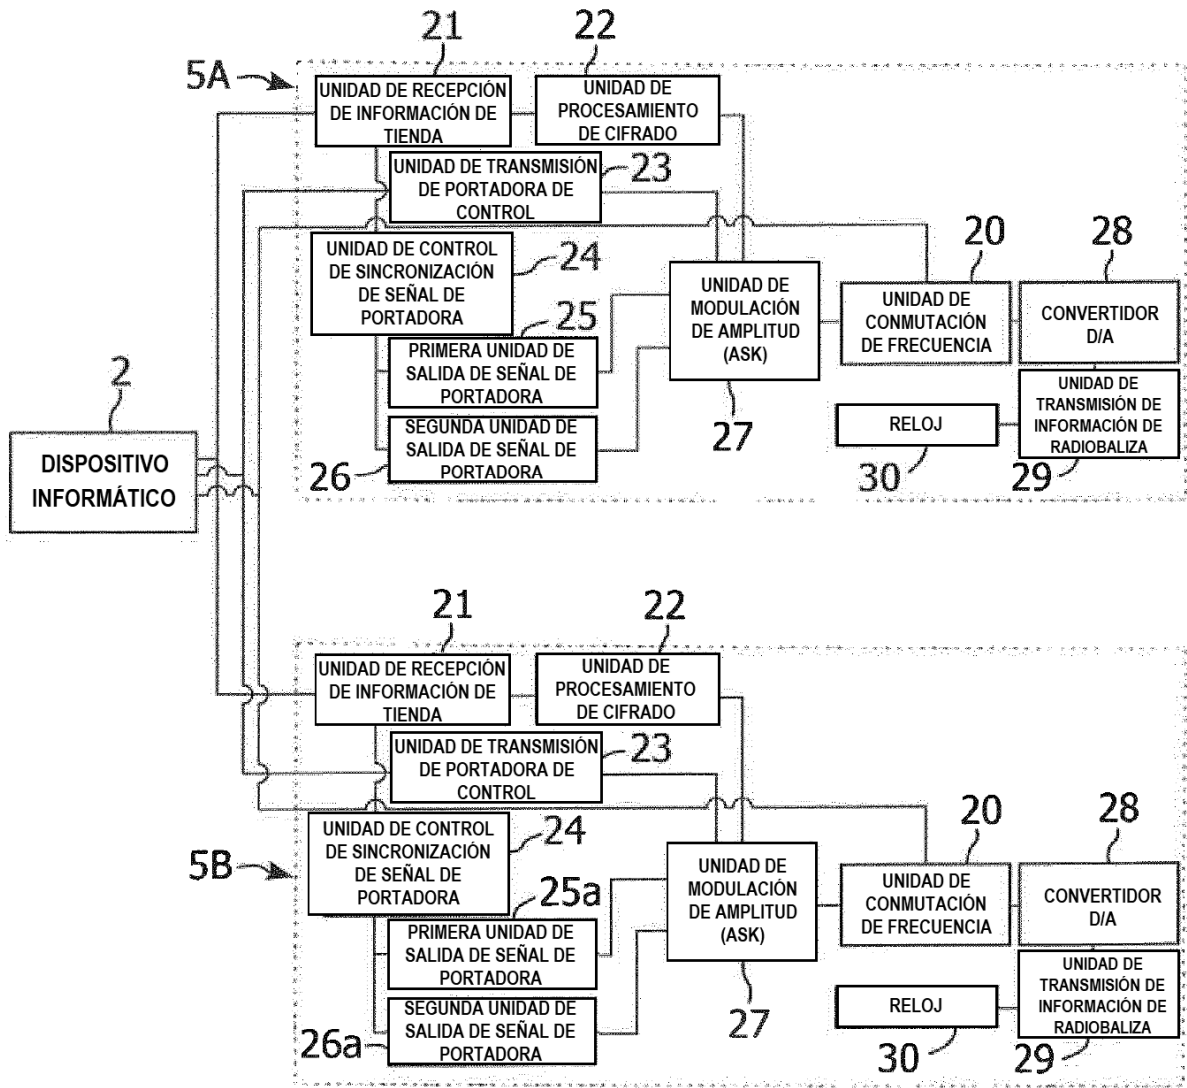 21
22
5A
UNIDAD DE RECEPCIÓN
DE INFORMACIÓN DE
TIENDA
UNIDAD DE
PROCESAMIENTO
DE CIFRADO
UNIDAD DE TRANSMISIÓN
DE PORTADORA DE
CONTROL
23
UNIDAD DE CONTROL
DE SINCRONIZACIÓN
DE SEÑAL DE
PORTADORA
24
20
28
UNIDAD DE
MODULACIÓN
DE AMPLITUD
(ASK)
UNIDAD DE
CONMUTACIÓN
DE FRECUENCIA
CONVERTIDOR
D/A
25
PRIMERA UNIDAD DE
SALIDA DE SEÑAL DE
PORTADORA
2
DISPOSITIVO
INFORMÁTICO
SEGUNDA UNIDAD DE
SALIDA DE SEÑAL DE
PORTADORA
26
27
RELOJ
30
UNIDAD DE
TRANSMISIÓN DE
INFORMACIÓN DE
RADIOBALIZA
29
21
22
UNIDAD DE RECEPCIÓN
DE INFORMACIÓN DE
TIENDA
UNIDAD DE
PROCESAMIENTO
DE CIFRADO
UNIDAD DE TRANSMISIÓN
DE PORTADORA DE
CONTROL
23
5B
UNIDAD DE CONTROL
DE SINCRONIZACIÓN
DE SEÑAL DE
PORTADORA
24
20
28
UNIDAD DE
MODULACIÓN
DE AMPLITUD
(ASK)
UNIDAD DE
CONMUTACIÓN
DE FRECUENCIA
CONVERTIDOR
D/A
25a
PRIMERA UNIDAD DE
SALIDA DE SEÑAL DE
PORTADORA
SEGUNDA UNIDAD DE
SALIDA DE SEÑAL DE
PORTADORA
26a
27
RELOJ
30
UNIDAD DE
TRANSMISIÓN DE
INFORMACIÓN DE
RADIOBALIZA
29